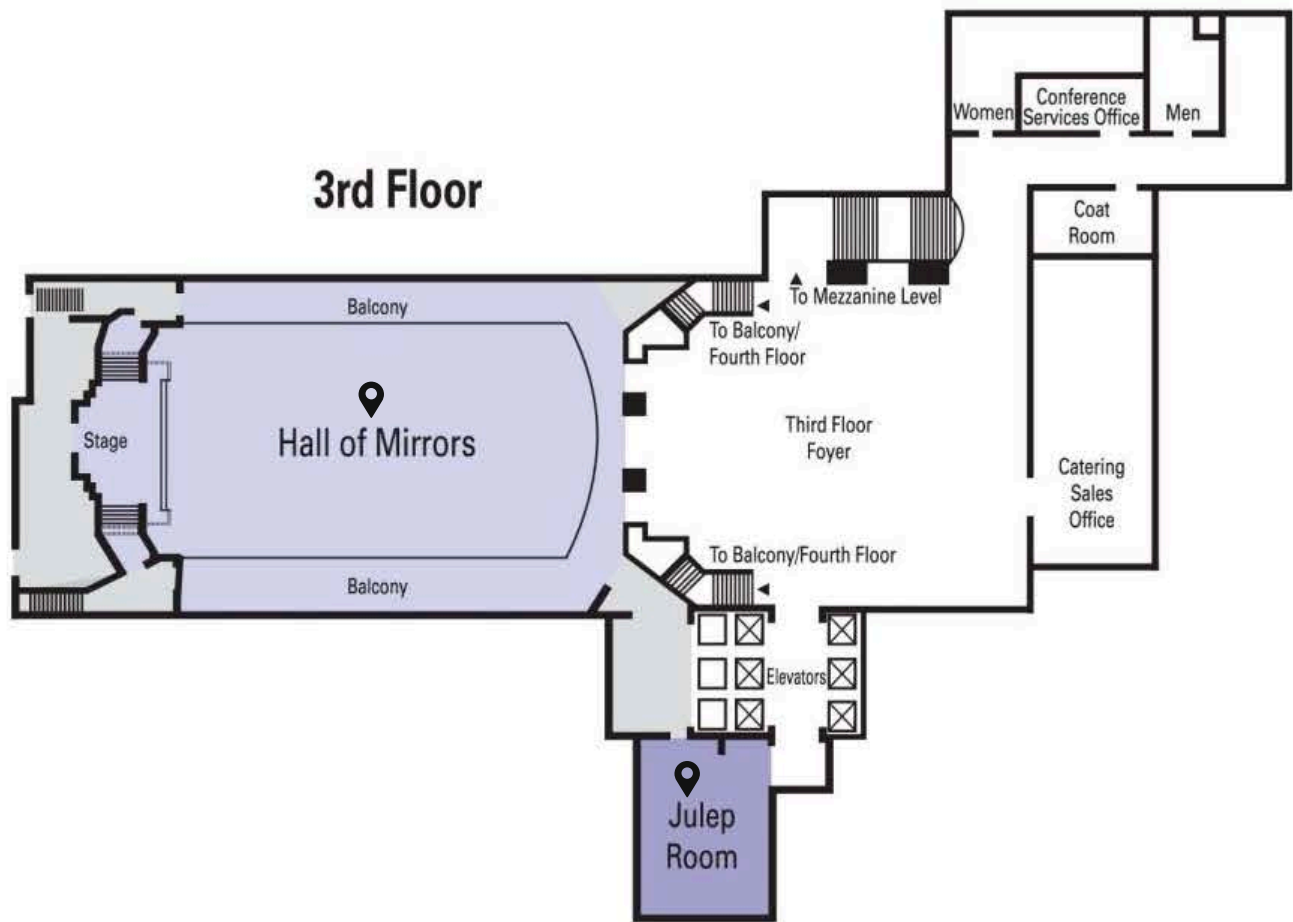 3rd Floor
Women
Conference
Services Office
Men
Coat
Room
Balcony
To Mezzanine Level
To Balcony/
Fourth Floor
Stage
Hall of Mirrors
Third Floor
Foyer
Catering
Sales
Office
To Balcony/Fourth Floor
Balcony
Elevators
Julep
Room